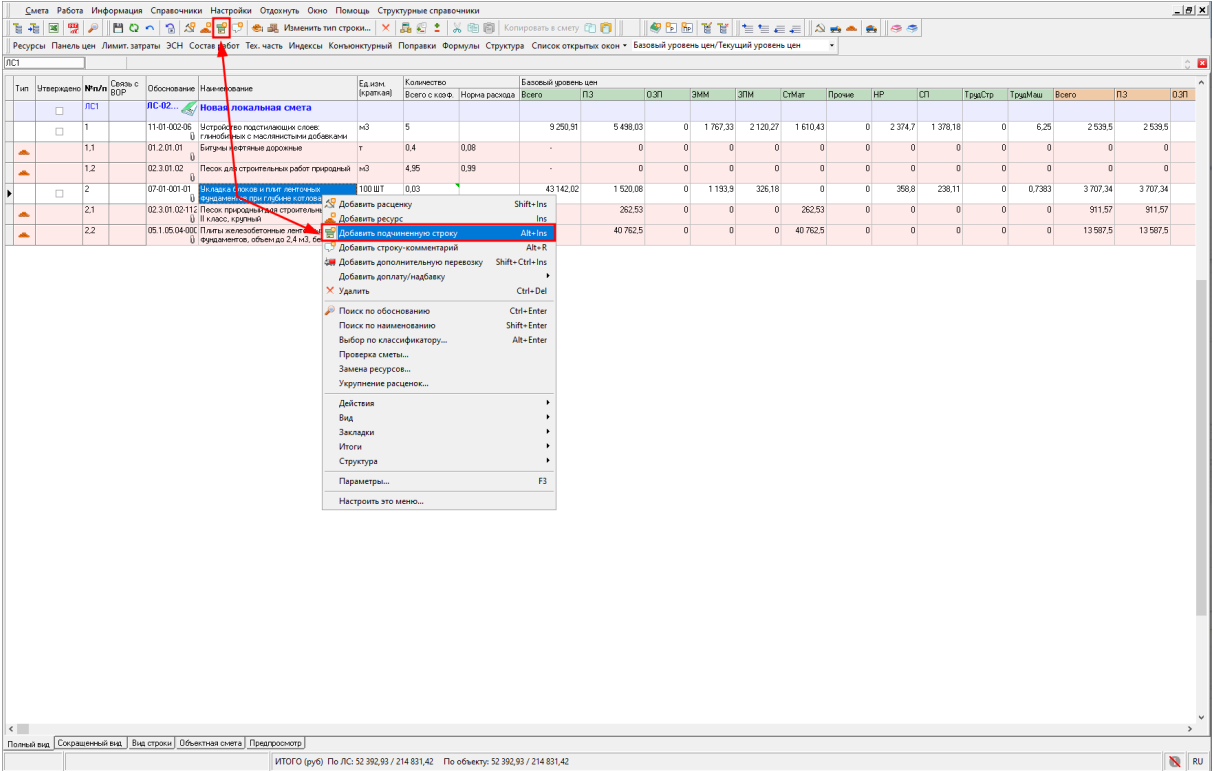 Смета Работа Информация Справочники Настройки Отдохнуть Окно Помощь Структурные справочники
Изменить тип строки... Копировать в смету
Ресурсы Панель цен Лимит. затраты ЭСН Состав работ Тех. часть Индексы Конъюнктурный Поправки Формулы Структура Список открытых окон Базовый уровень цен/Текущий уровень цен
ЛС1
Тип Утверждено №п/п Связь с ВОР Обоснование Наименование Ед.изм. (краткая) Количество Базовый уровень цен
Всего с коэф. Норма расхода Всего ПЗ ОЗП ЭММ ЗПМ СтМат Прочие НР СП ТрудСтр ТрудМаш Всего ПЗ ОЗП
ЛС1 ЛС-02... Новая локальная смета
1 11-01-002-06 Устройство подстилающих слоев: м3 5 9 250,91 5 498,03 0 1 767,33 2 120,27 1 610,43 0 2 374,7 1 378,18 0 6,25
глинобитных с маслянистыми добавками
1,1 01.2.01.01 Битумы нефтяные дорожные т 0,4 0,08 - 0 0 0 0 0 0 0 0 0 0 0 0
1,2 02.3.01.02 Песок для строительных работ природный м3 4,95 0,99 - 0 0 0 0 0 0 0 0 0 0 0 0
2 07-01-001-01 Укладка блоков и плит ленточных 100 ШТ 0,03 43 142,02 1 520,08 326,18 0 0 238,11 0 0,7383 3 707,34 3 707,34
фундаментов при глубине котлова
2,1 02.3.01.02-112 Песок природный для строительн 262,53 0 0 262,53 0 0 0 0 0 911,57 911,57
II класс, крупный
2,2 05.1.05.04-000 Плиты железобетонные ленточны 40 762,5 0 0 40 762,5 0 0 0 0 0 13 587,5 13 587,5
фундаментов, объем до 2,4 м3, бе
Добавить расценку Shift+Ins
Добавить ресурс Ins
Добавить подчиненную строку Alt+Ins
Добавить строку-комментарий Alt+R
Добавить дополнительную перевозку Shift+Ctrl+Ins
Добавить доплату/надбавку
Удалить Ctrl+Del
Поиск по обоснованию Ctrl+Enter
Поиск по наименованию Shift+Enter
Выбор по классификатору... Alt+Enter
Проверка сметы...
Замена ресурсов...
Укрупнение расценок...
Действия
Вид
Закладки
Итоги
Структура
Параметры... F3
Настроить это меню...
Полный вид Сокращенный вид Вид строки Объектная смета Предпросмотр
ИТОГО (руб) По ЛС: 52 392,93 / 214 831,42 По объекту: 52 392,93 / 214 831,42
RU